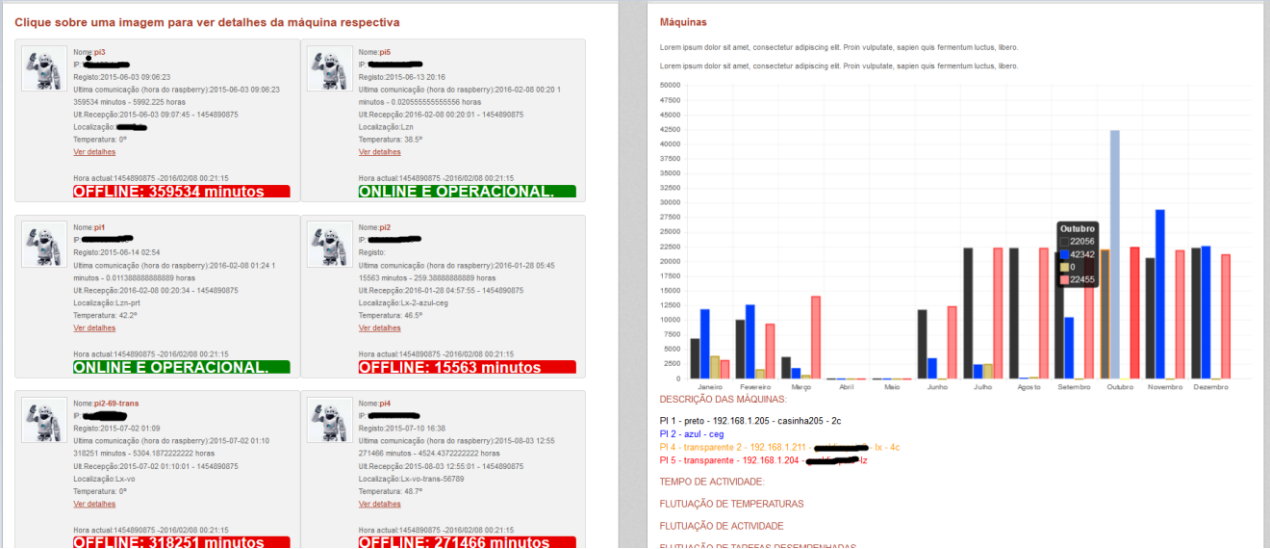 Clique sobre uma imagem para ver detalhes da máquina respectiva
Nome:pi3
IP:
Registo:2015-06-03 09:06:23
Ultima comunicação (hora do raspberry):2015-06-03 09:06:23
359534 minutos - 5992.225 horas
Ult.Recepção:2015-06-03 09:07:45 - 1454890875
Localização:
Temperatura: 0º
Ver detalhes
Hora actual:1454890875 -2016/02/08 00:21:15
OFFLINE: 359534 minutos
Nome:pi5
IP:
Registo:2015-06-13 20:16
Ultima comunicação (hora do raspberry):2016-02-08 00:20 1
minutos - 0.020555555555556 horas
Ult.Recepção:2016-02-08 00:20:01 - 1454890875
Localização:Lzn
Temperatura: 38.5º
Ver detalhes
Hora actual:1454890875 -2016/02/08 00:21:15
ONLINE E OPERACIONAL.
Nome:pi1
IP:
Registo:2015-06-14 02:54
Ultima comunicação (hora do raspberry):2016-02-08 01:24 1
minutos - 0.011388888888889 horas
Ult.Recepção:2016-02-08 00:20:34 - 1454890875
Localização:Lzn-prt
Temperatura: 42.2º
Ver detalhes
Hora actual:1454890875 -2016/02/08 00:21:15
ONLINE E OPERACIONAL.
Nome:pi2
IP:
Registo:
Ultima comunicação (hora do raspberry):2016-01-28 05:45
15563 minutos - 259.38888888889 horas
Ult.Recepção:2016-01-28 04:57:55 - 1454890875
Localização:Lx-2-azul-ceg
Temperatura: 46.5º
Ver detalhes
Hora actual:1454890875 -2016/02/08 00:21:15
OFFLINE: 15563 minutos
Nome:pi2-69-trans
IP:
Registo:2015-07-02 01:09
Ultima comunicação (hora do raspberry):2015-07-02 01:10
318251 minutos - 5304.1872222222 horas
Ult.Recepção:2015-07-02 01:10:01 - 1454890875
Localização:Lx-vo
Temperatura: 0º
Ver detalhes
Hora actual:1454890875 -2016/02/08 00:21:15
OFFLINE: 318251 minutos
Nome:pi4
IP:
Registo:2015-07-10 16:38
Ultima comunicação (hora do raspberry):2015-08-03 12:55
271466 minutos - 4524.4372222222 horas
Ult.Recepção:2015-08-03 12:55:01 - 1454890875
Localização:Lx-vo-trans-56789
Temperatura: 48.7º
Ver detalhes
Hora actual:1454890875 -2016/02/08 00:21:15
OFFLINE: 271466 minutos
Máquinas
Lorem ipsum dolor sit amet, consectetur adipiscing elit. Proin vulputate, sapien quis fermentum luctus, libero.
Lorem ipsum dolor sit amet, consectetur adipiscing elit. Proin vulputate, sapien quis fermentum luctus, libero.
50000
47500
45000
42500
40000
37500
35000
32500
30000
27500
25000
22500
20000
17500
15000
12500
10000
7500
5000
2500
0
Outubro
22056
42342
0
22455
Janeiro Fevereiro Março Abril Maio Junho Julho Agosto Setembro Outubro Novembro Dezembro
DESCRIÇÃO DAS MÁQUINAS:
PI 1 - preto - 192.168.1.205 - casinha205 - 2c
PI 2 - azul - ceg
PI 4 - transparente 2 - 192.168.1.211 - - lx - 4c
PI 5 - transparente - 192.168.1.204 - lz
TEMPO DE ACTIVIDADE:
FLUTUAÇÃO DE TEMPERATURAS
FLUTUAÇÃO DE ACTIVIDADE
FLUTUAÇÃO DE TAREFAS DESEMPENHADAS